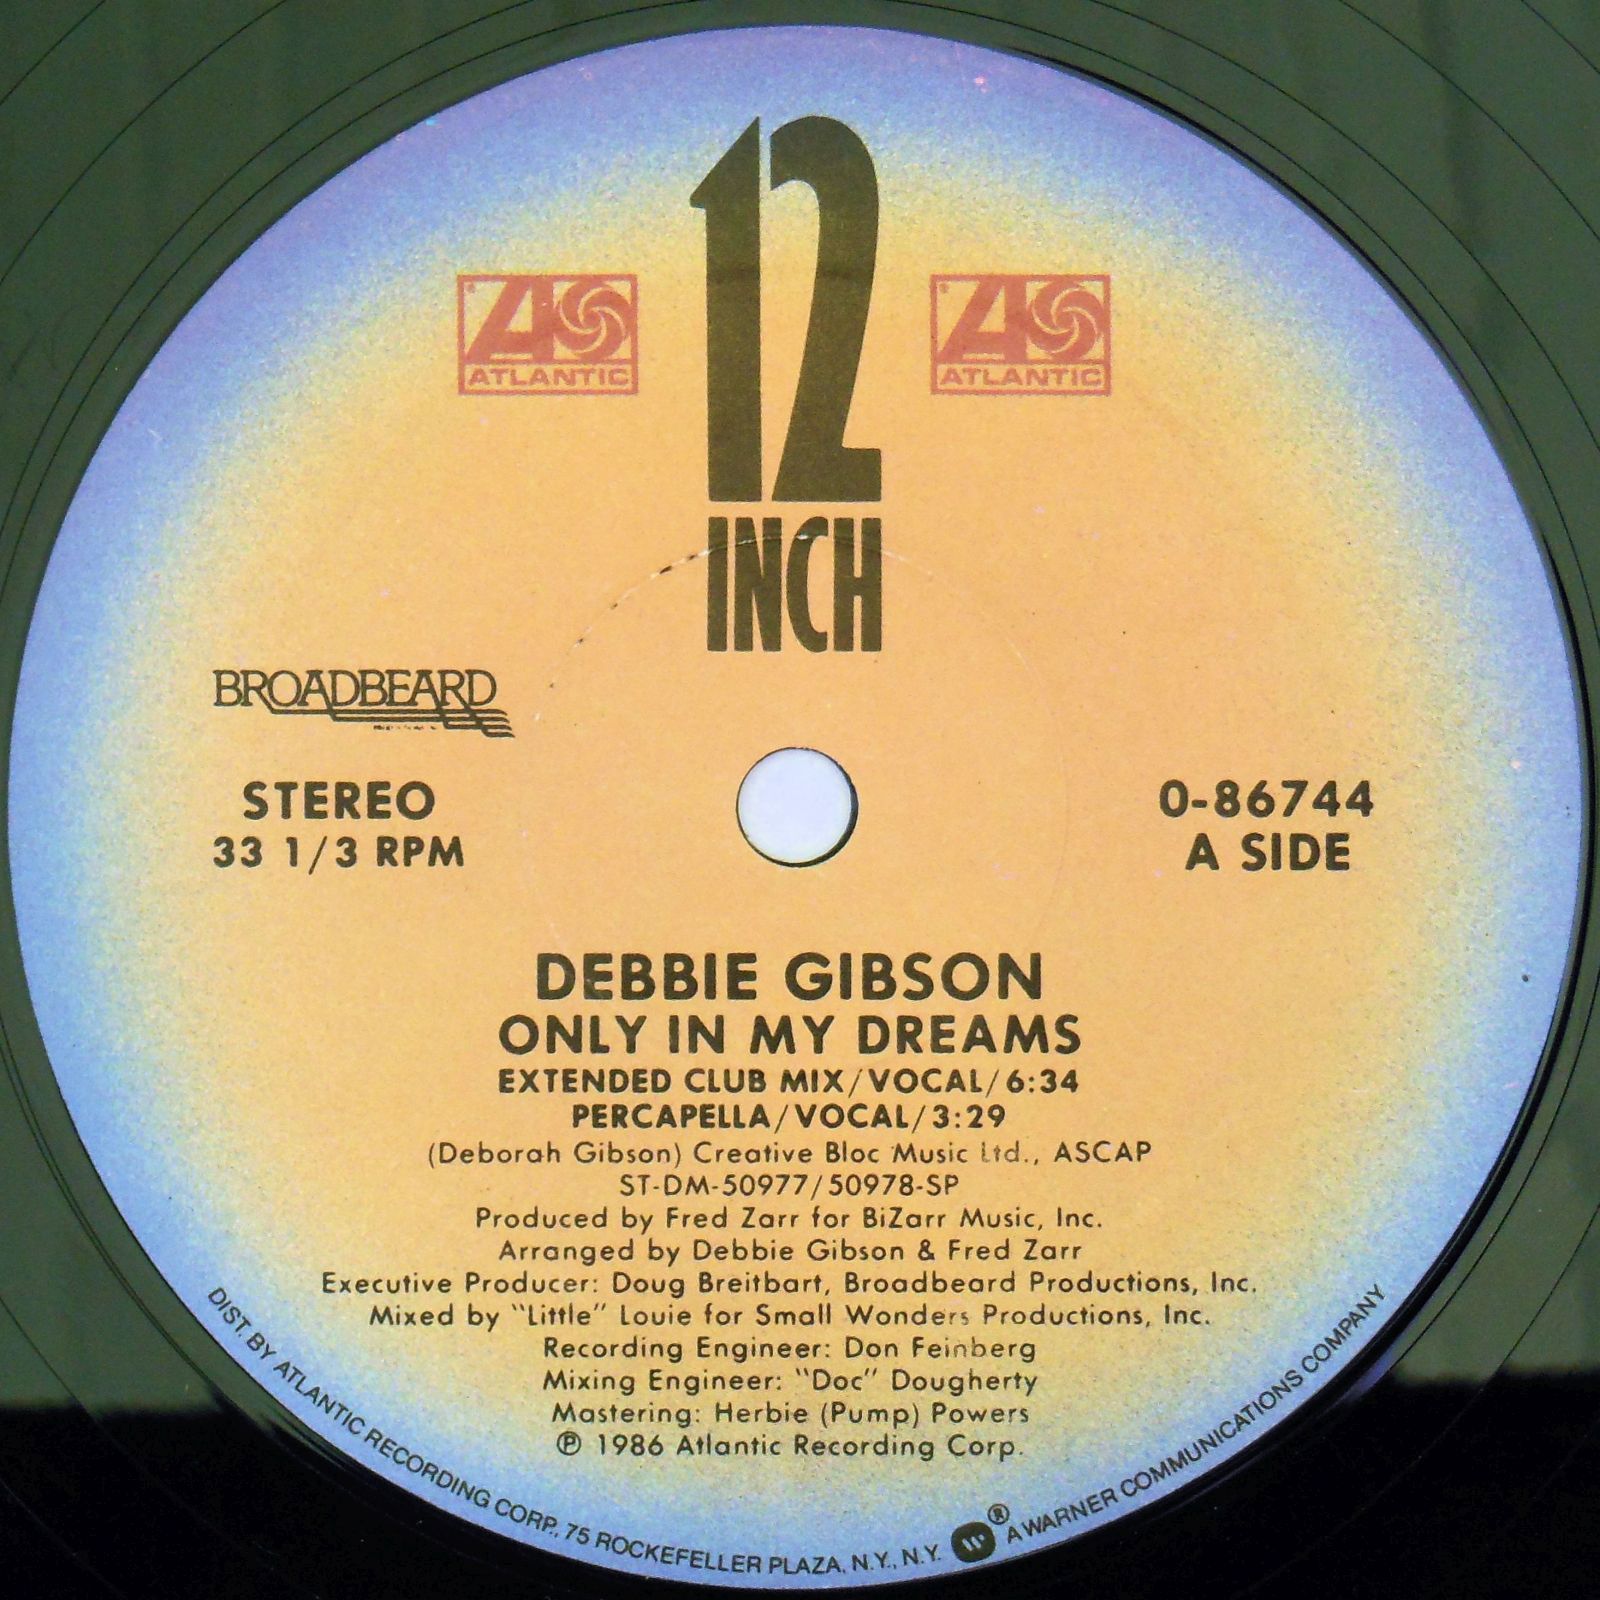 12
INCH
ATLANTIC
ATLANTIC
BROADBEARD
STEREO
33 1/3 RPM
0-86744
A SIDE
DEBBIE GIBSON
ONLY IN MY DREAMS
EXTENDED CLUB MIX/VOCAL/6:34
PERCAPELLA/VOCAL/3:29
(Deborah Gibson) Creative Bloc Music Ltd., ASCAP
ST-DM-50977/50978-SP
Produced by Fred Zarr for BiZarr Music, Inc.
Arranged by Debbie Gibson & Fred Zarr
Executive Producer: Doug Breitbart, Broadbeard Productions, Inc.
Mixed by "Little" Louie for Small Wonders Productions, Inc.
Recording Engineer: Don Feinberg
Mixing Engineer: "Doc" Dougherty
Mastering: Herbie (Pump) Powers
℗ 1986 Atlantic Recording Corp.
DIST. BY ATLANTIC RECORDING CORP., 75 ROCKEFELLER PLAZA, N.Y., N.Y. ® A WARNER COMMUNICATIONS COMPANY